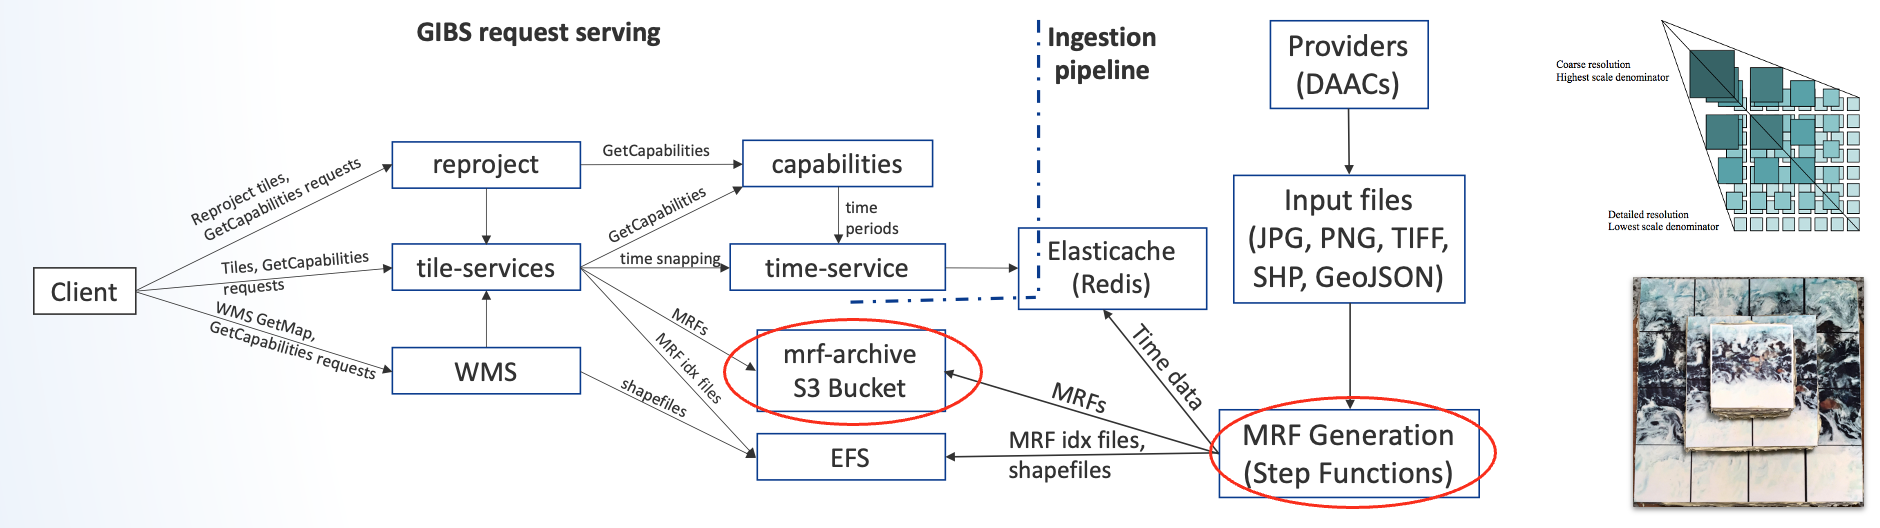 GIBS request serving
Ingestion
pipeline
Providers
(DAACs)
Coarse resolution
Highest scale denominator
reproject
GetCapabilities
capabilities
Reproject tiles,
GetCapabilities requests
Input files
(JPG, PNG, TIFF,
SHP, GeoJSON)
GetCapabilities
time
periods
Detailed resolution
Lowest scale denominator
Client
Tiles, GetCapabilities
requests
tile-services
time snapping
time-service
Elasticache
(Redis)
WMS GetMap,
GetCapabilities requests
WMS
MRFs
MRF idx files
shapefiles
mrf-archive
S3 Bucket
EFS
Time data
MRFs
MRF idx files,
shapefiles
MRF Generation
(Step Functions)